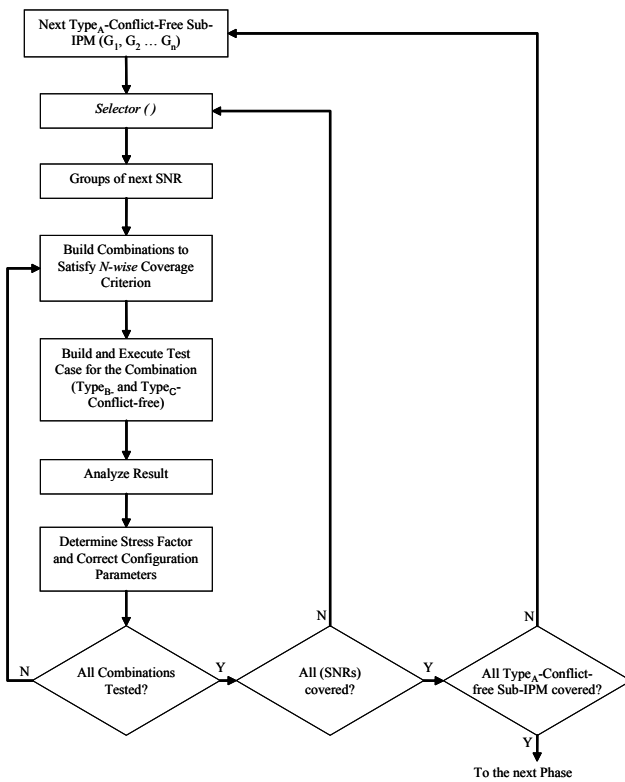 Next TypeA-Conflict-Free Sub-
IPM (G1, G2 … Gn)
Selector ( )
Groups of next SNR
Build Combinations to
Satisfy N-wise Coverage
Criterion
Build and Execute Test
Case for the Combination
(TypeB- and TypeC-
Conflict-free)
Analyze Result
Determine Stress Factor
and Correct Configuration
Parameters
N
All Combinations
Tested?
Y
N
All (SNRs)
covered?
Y
N
All TypeA-Conflict-
free Sub-IPM covered?
Y
To the next Phase